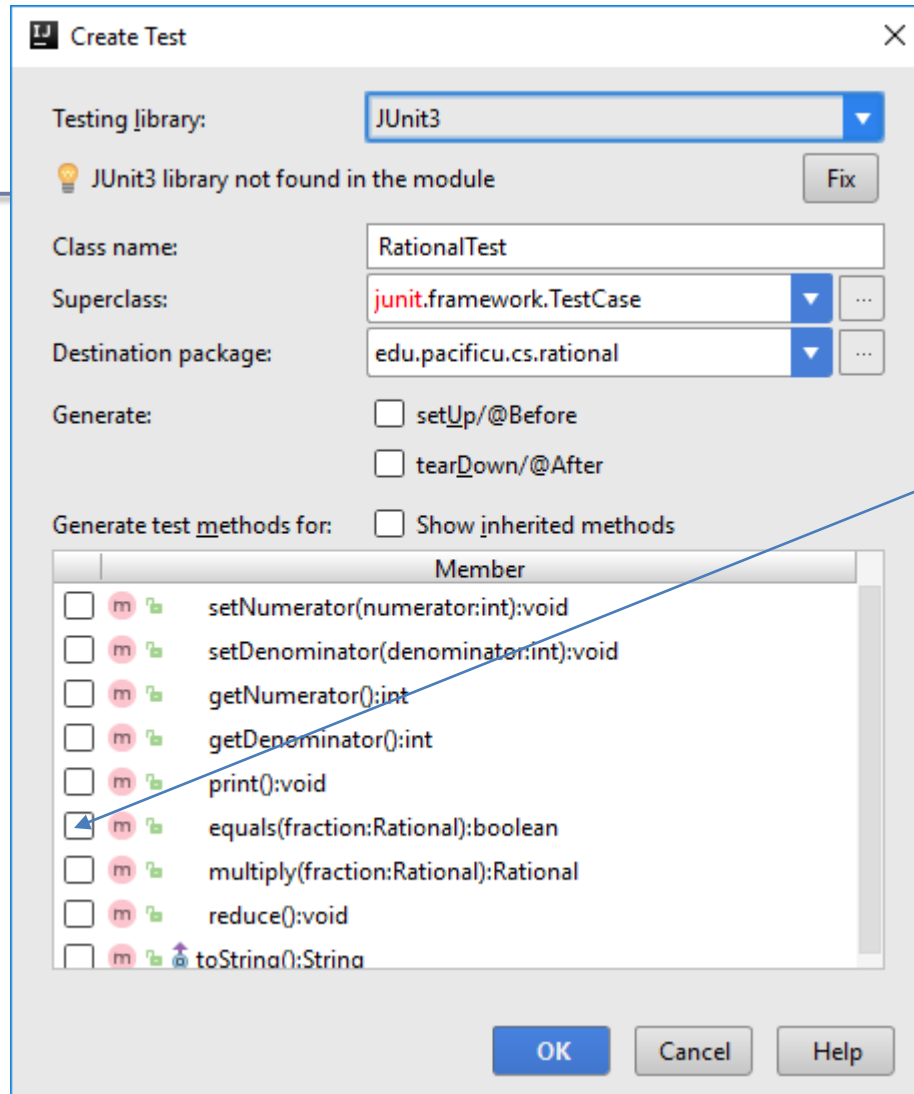 IJ Create Test
Testing library: JUnit3
JUnit3 library not found in the module Fix
Class name: RationalTest
Superclass: junit.framework.TestCase ...
Destination package: edu.pacificu.cs.rational ...
Generate: setUp/@Before
tearDown/@After
Generate test methods for: Show inherited methods
Member
m setNumerator(numerator:int):void
m setDenominator(denominator:int):void
m getNumerator():int
m getDenominator():int
m print():void
m equals(fraction:Rational):boolean
m multiply(fraction:Rational):Rational
m reduce():void
m toString():String
OK Cancel Help